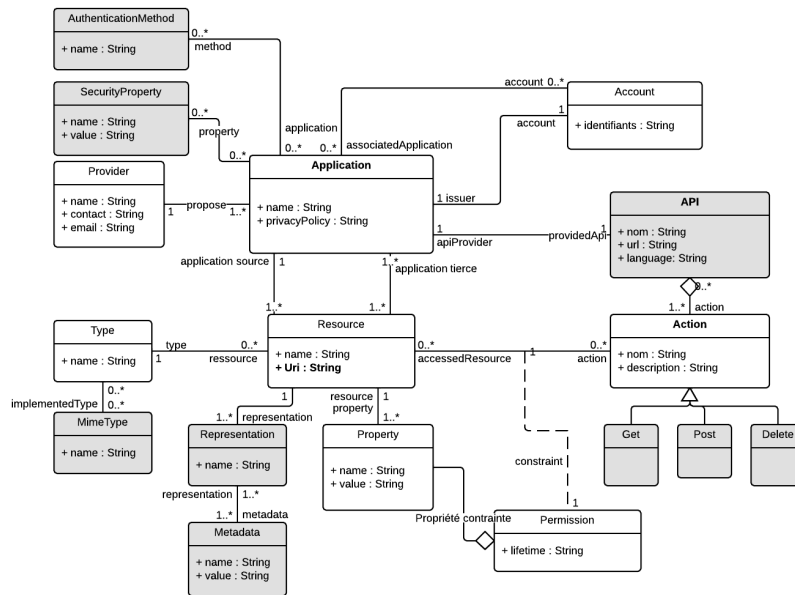 AuthenticationMethod
+ name : String
0..*
method
SecurityProperty
+ name : String
+ value : String
0..*
property
application
0..*
0..*
account 0..*
associatedApplication
0..*
Account
+ identifiants : String
1
account
Provider
+ name : String
+ contact : String
+ email : String
1
propose
1..*
Application
+ name : String
+ privacyPolicy : String
1 issuer
1
apiProvider
providedApi
1
API
+ nom : String
+ url : String
+ language: String
0..*
1..*
action
application source
1
1..*
application tierce
1..*
1..*
Type
+ name : String
type
1
0..*
ressource
Resource
+ name : String
+ Uri : String
0..*
accessedResource
1
0..*
action
Action
+ nom : String
+ description : String
0..*
implementedType
0..*
MimeType
+ name : String
1
1..*
representation
resource
property
1
1..*
Representation
+ name : String
Property
+ name : String
+ value : String
constraint
Get
Post
Delete
representation
1..*
1..*
metadata
Metadata
+ name : String
+ value : String
Propriété contrainte
1
Permission
+ lifetime : String